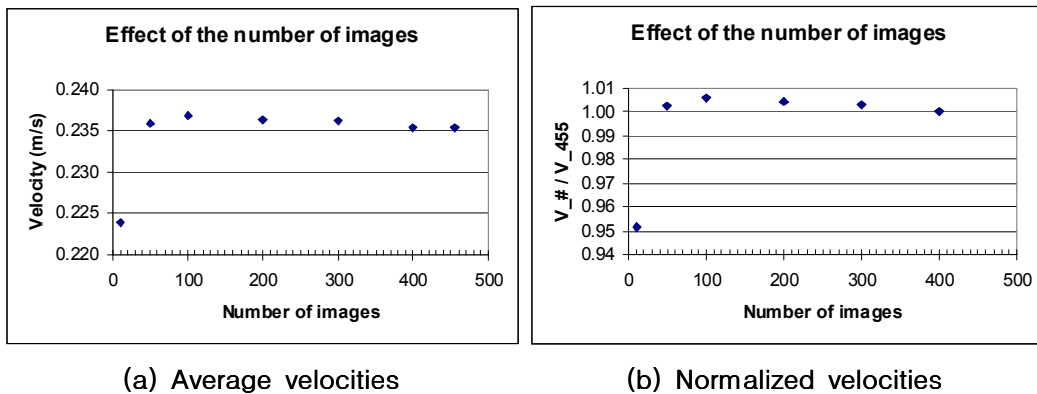 Effect of the number of images
0.240
0.235
0.230
0.225
0.220
Velocity (m/s)
0 100 200 300 400 500
Number of images
(a) Average velocities
Effect of the number of images
1.01
1.00
0.99
0.98
0.97
0.96
0.95
0.94
V_# / V_455
0 100 200 300 400 500
Number of images
(b) Normalized velocities